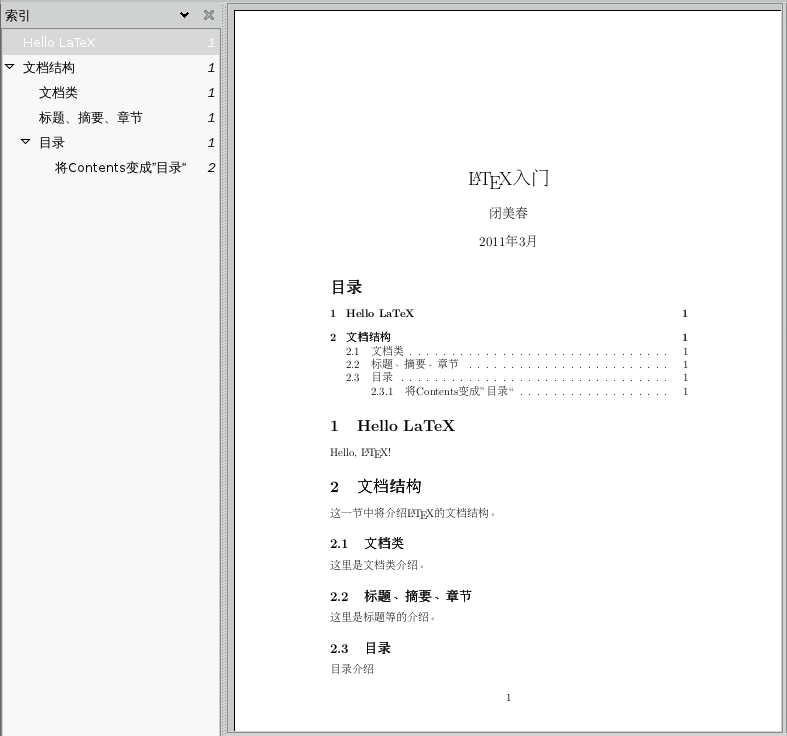 索引
Hello LaTeX 1
文档结构 1
文档类 1
标题、摘要、章节 1
目录 1
将Contents变成”目录“ 2
LATEX入门
闭美春
2011年3月
目录
1 Hello LaTeX 1
2 文档结构 1
2.1 文档类 . . . . . . . . . . . . . . . . . . . . . . . . . . . . . . . 1
2.2 标题、摘要、章节 . . . . . . . . . . . . . . . . . . . . . . . . 1
2.3 目录 . . . . . . . . . . . . . . . . . . . . . . . . . . . . . . . . 1
2.3.1 将Contents变成”目录“ . . . . . . . . . . . . . . . . . . 1
1 Hello LaTeX
Hello, LATEX!
2 文档结构
这一节中将介绍LATEX的文档结构。
2.1 文档类
这里是文档类介绍。
2.2 标题、摘要、章节
这里是标题等的介绍。
2.3 目录
目录介绍
1